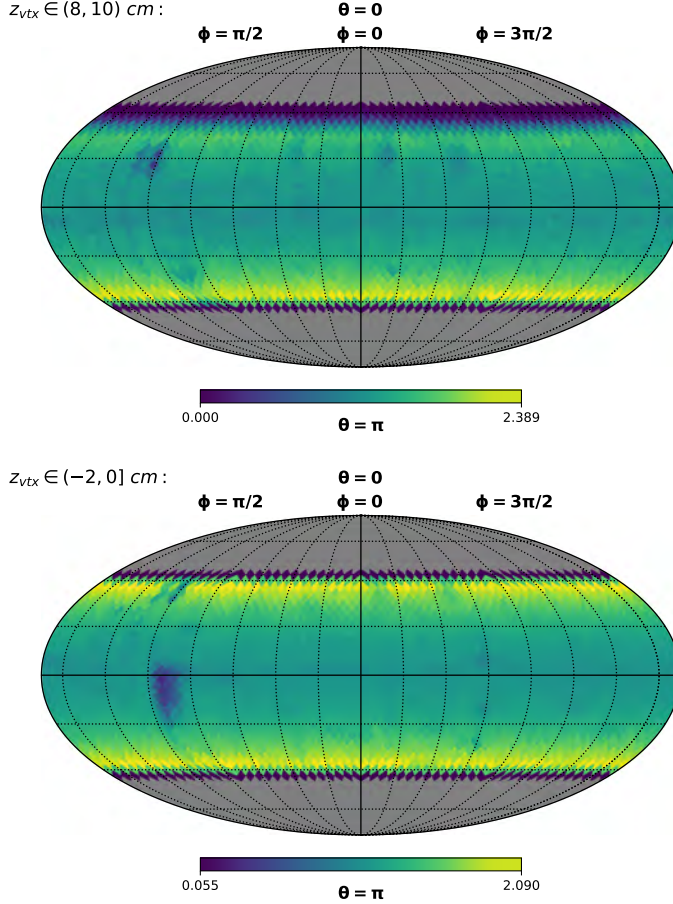 z_vtx ∈ (8, 10) cm :
θ = 0
ϕ = π/2 ϕ = 0 ϕ = 3π/2
0.000 2.389
θ = π
z_vtx ∈ (−2, 0] cm :
θ = 0
ϕ = π/2 ϕ = 0 ϕ = 3π/2
0.055 2.090
θ = π